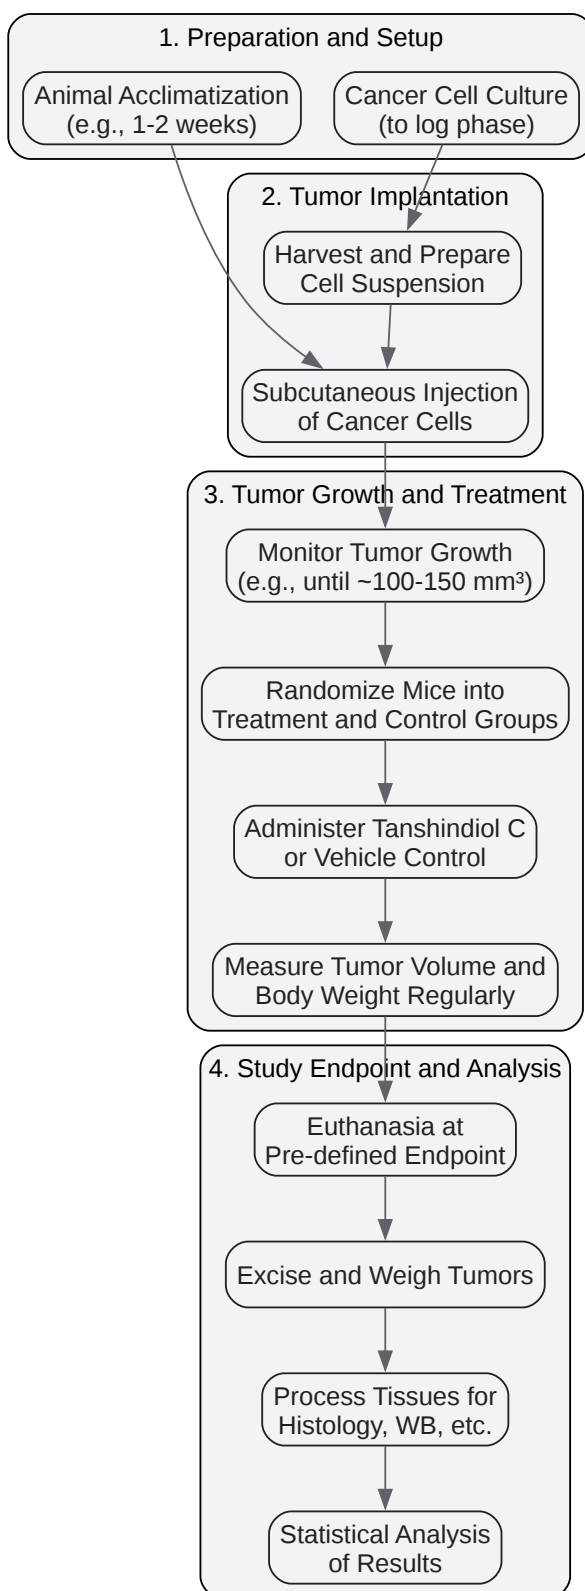 1. Preparation and Setup
Animal Acclimatization
(e.g., 1-2 weeks)
Cancer Cell Culture
(to log phase)
2. Tumor Implantation
Harvest and Prepare
Cell Suspension
Subcutaneous Injection
of Cancer Cells
3. Tumor Growth and Treatment
Monitor Tumor Growth
(e.g., until ~100-150 mm³)
Randomize Mice into
Treatment and Control Groups
Administer Tanshindiol C
or Vehicle Control
Measure Tumor Volume and
Body Weight Regularly
4. Study Endpoint and Analysis
Euthanasia at
Pre-defined Endpoint
Excise and Weigh Tumors
Process Tissues for
Histology, WB, etc.
Statistical Analysis
of Results